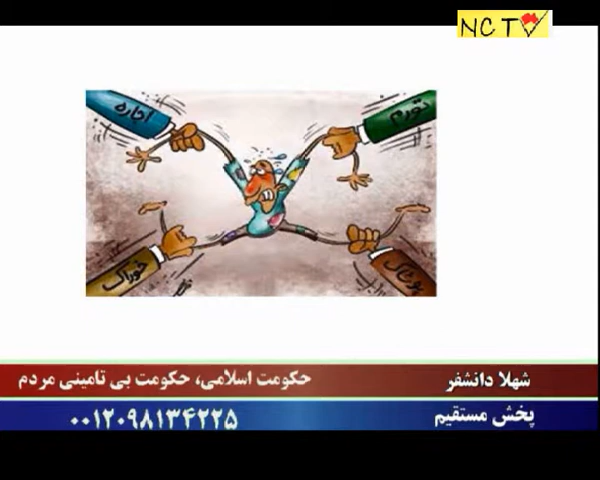 NCTV
اجاره
تورم
خوراک
پوشاک
شهلا دانشفر
حکومت اسلامی، حکومت بی تامینی مردم
پخش مستقیم
۰۰۱۲۰۹۸۱۳۴۲۲۵